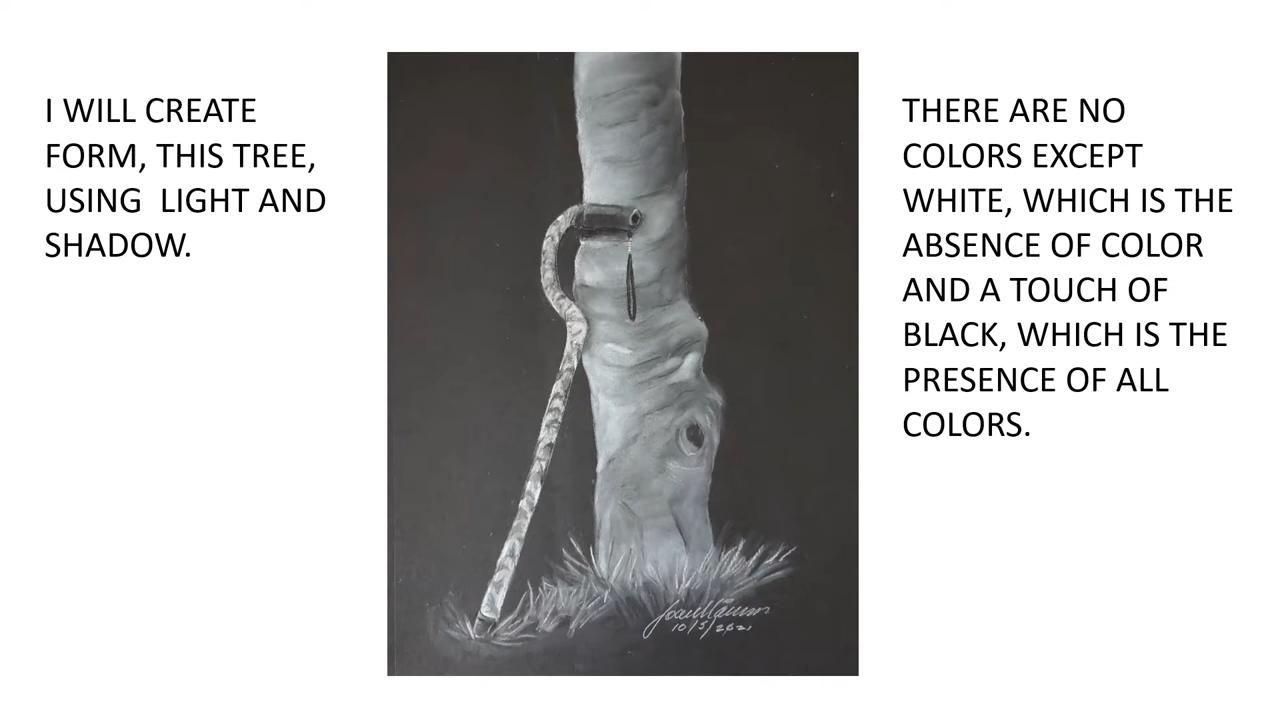 I WILL CREATE
FORM, THIS TREE,
USING  LIGHT AND
SHADOW.
THERE ARE NO
COLORS EXCEPT
WHITE, WHICH IS THE
ABSENCE OF COLOR
AND A TOUCH OF
BLACK, WHICH IS THE
PRESENCE OF ALL
COLORS.
10/5/2021